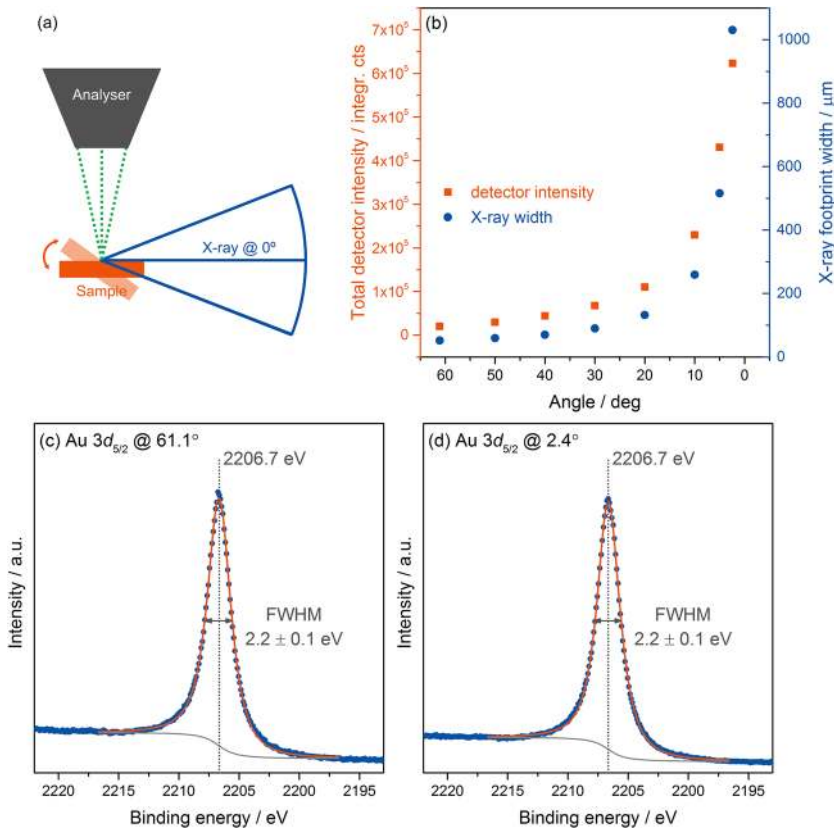 (a)
Analyser
X-ray @ 0º
Sample
(b)
Total detector intensity / integr. cts
7x10⁵
6x10⁵
5x10⁵
4x10⁵
3x10⁵
2x10⁵
1x10⁵
0
detector intensity
X-ray width
1000
800
600
400
200
0
X-ray footprint width / μm
60 50 40 30 20 10 0
Angle / deg
(c) Au 3d₅/₂ @ 61.1°
2206.7 eV
FWHM
2.2 ± 0.1 eV
Intensity / a.u.
2220 2215 2210 2205 2200 2195
Binding energy / eV
(d) Au 3d₅/₂ @ 2.4°
2206.7 eV
FWHM
2.2 ± 0.1 eV
Intensity / a.u.
2220 2215 2210 2205 2200 2195
Binding energy / eV